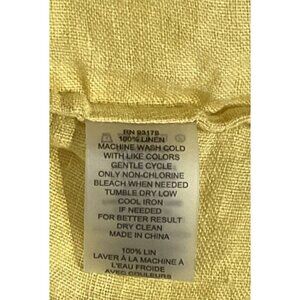 RN 93178
100% LINEN
MACHINE WASH COLD
WITH LIKE COLORS
GENTLE CYCLE
ONLY NON-CHLORINE
BLEACH WHEN NEEDED
TUMBLE DRY LOW
COOL IRON
IF NEEDED
FOR BETTER RESULT
DRY CLEAN
MADE IN CHINA
100% LIN
LAVER À LA MACHINE À
L'EAU FROIDE
AVEC COULEURS